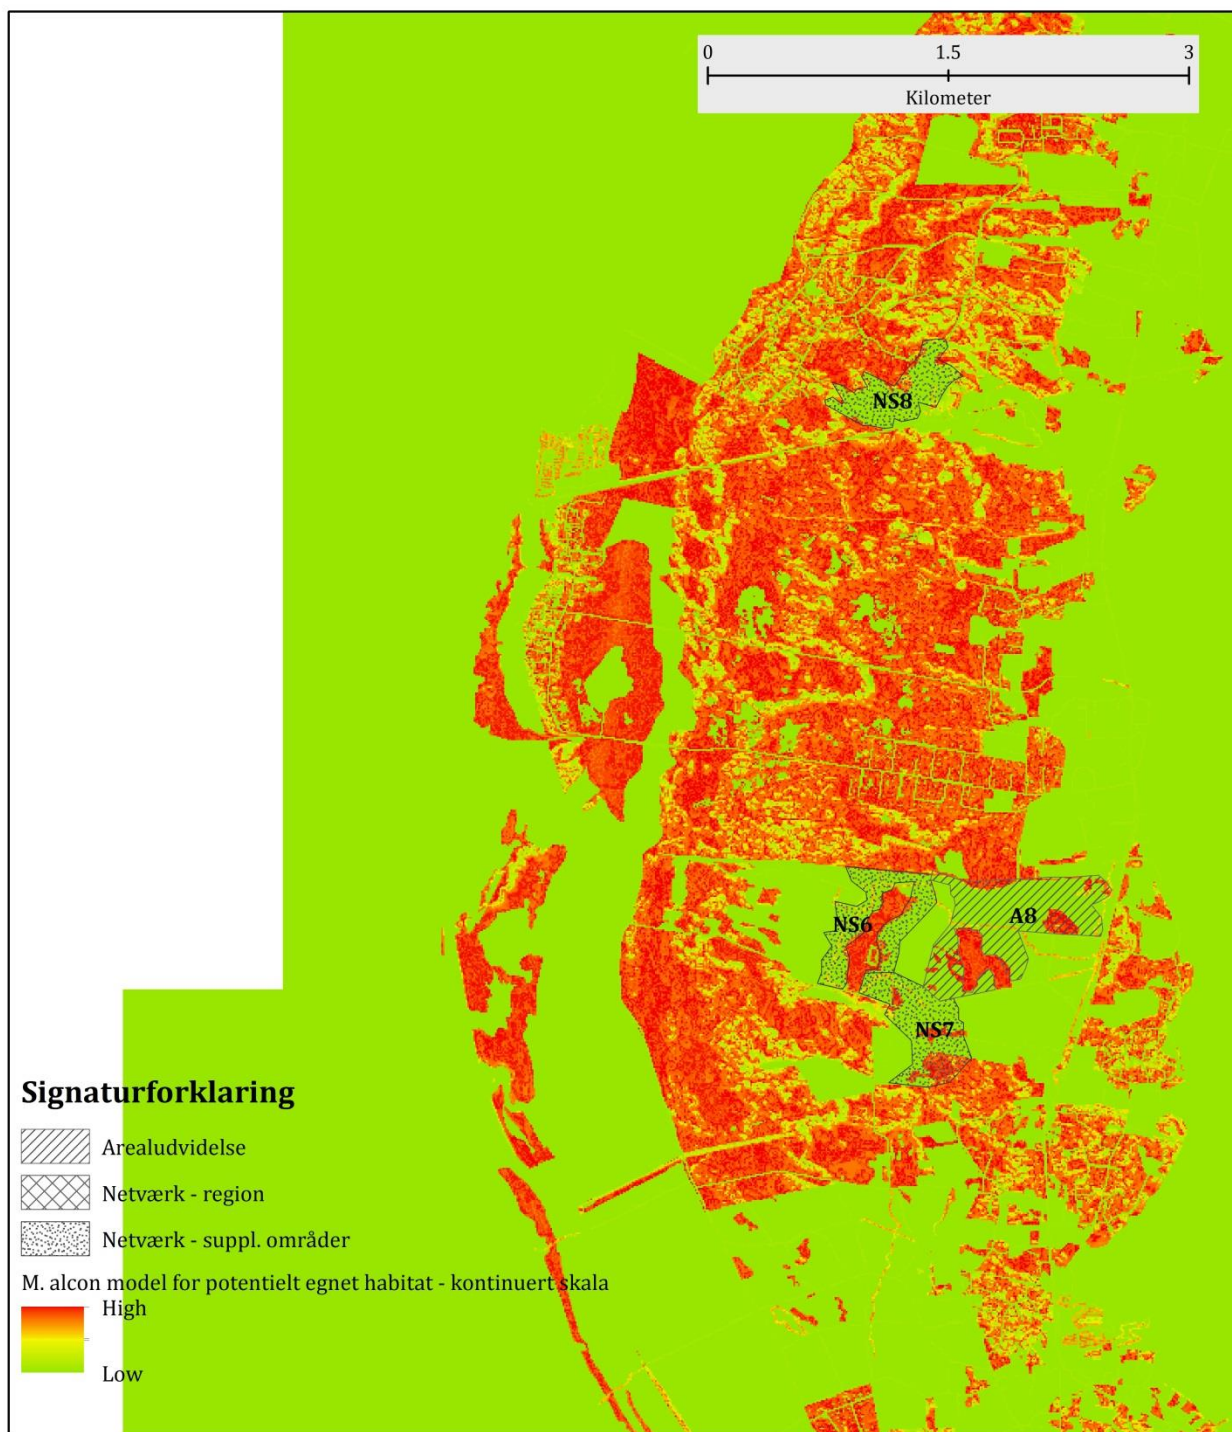 0 1.5 3
Kilometer
NS8
NS6
A8
NS7
Signaturforklaring
Arealudvidelse
Netværk - region
Netværk - suppl. områder
M. alcon model for potentielt egnet habitat - kontinuert skala
High
Low